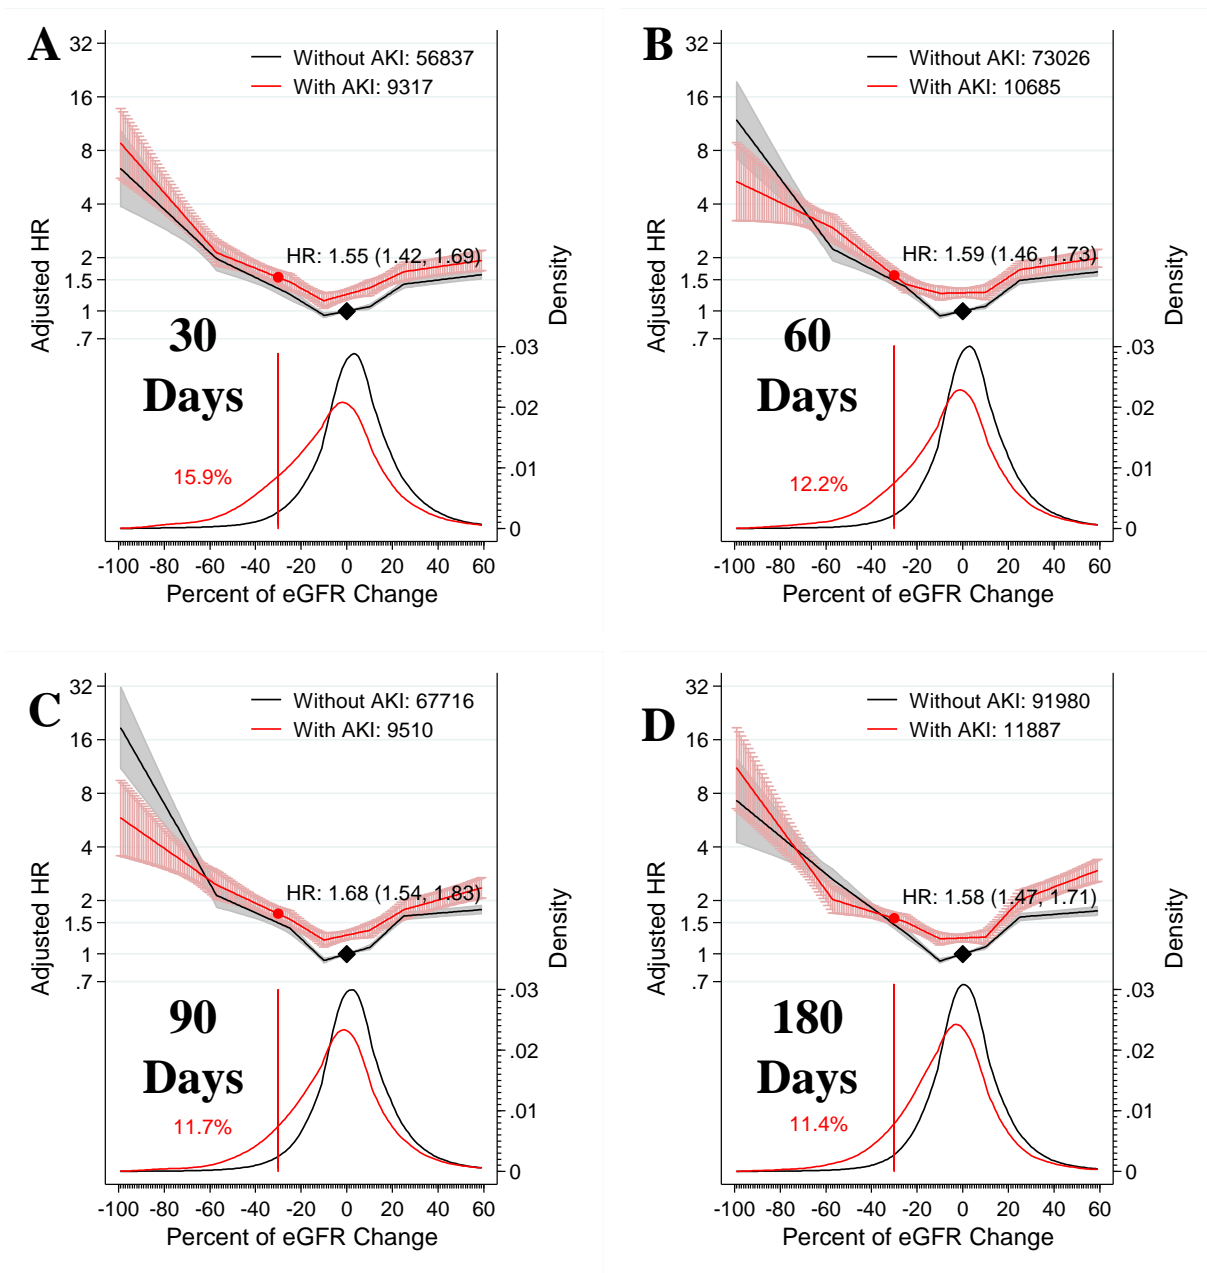 A
32
16
8
4
2
1.5
1
.7
Adjusted HR
Without AKI: 56837
With AKI: 9317
HR: 1.55 (1.42, 1.69)
30
Days
15.9%
Density
.03
.02
.01
0
-100 -80 -60 -40 -20 0 20 40 60
Percent of eGFR Change
B
32
16
8
4
2
1.5
1
.7
Adjusted HR
Without AKI: 73026
With AKI: 10685
HR: 1.59 (1.46, 1.73)
60
Days
12.2%
Density
.03
.02
.01
0
-100 -80 -60 -40 -20 0 20 40 60
Percent of eGFR Change
C
32
16
8
4
2
1.5
1
.7
Adjusted HR
Without AKI: 67716
With AKI: 9510
HR: 1.68 (1.54, 1.83)
90
Days
11.7%
Density
.03
.02
.01
0
-100 -80 -60 -40 -20 0 20 40 60
Percent of eGFR Change
D
32
16
8
4
2
1.5
1
.7
Adjusted HR
Without AKI: 91980
With AKI: 11887
HR: 1.58 (1.47, 1.71)
180
Days
11.4%
Density
.03
.02
.01
0
-100 -80 -60 -40 -20 0 20 40 60
Percent of eGFR Change